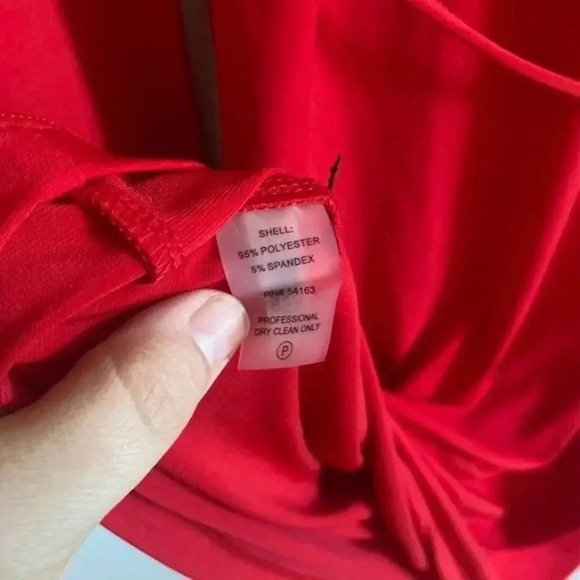 SHELL:
95% POLYESTER
5% SPANDEX
RN# 54163
PROFESSIONAL
DRY CLEAN ONLY
P